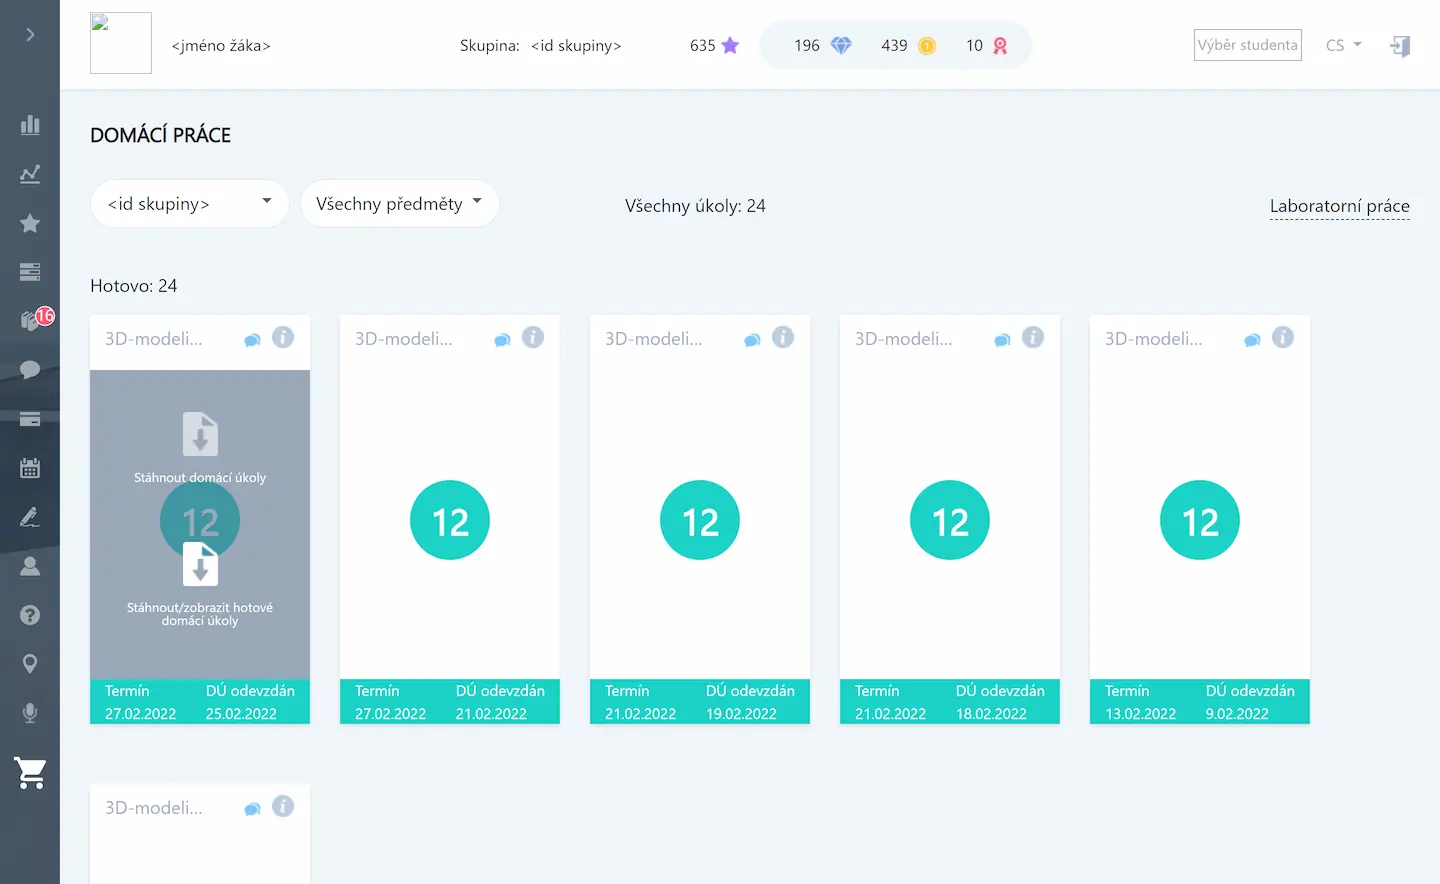 <jméno žáka>
Skupina: <id skupiny>
635
196
439
10
Výběr studenta
CS
DOMÁCÍ PRÁCE
<id skupiny>
Všechny předměty
Všechny úkoly: 24
Laboratorní práce
Hotovo: 24
16
3D-modeli...
Stáhnout domácí úkoly
12
Stáhnout/zobrazit hotové
domácí úkoly
Termín DÚ odevzdán
27.02.2022 25.02.2022
3D-modeli...
12
Termín DÚ odevzdán
27.02.2022 21.02.2022
3D-modeli...
12
Termín DÚ odevzdán
21.02.2022 19.02.2022
3D-modeli...
12
Termín DÚ odevzdán
21.02.2022 18.02.2022
3D-modeli...
12
Termín DÚ odevzdán
13.02.2022 9.02.2022
3D-modeli...